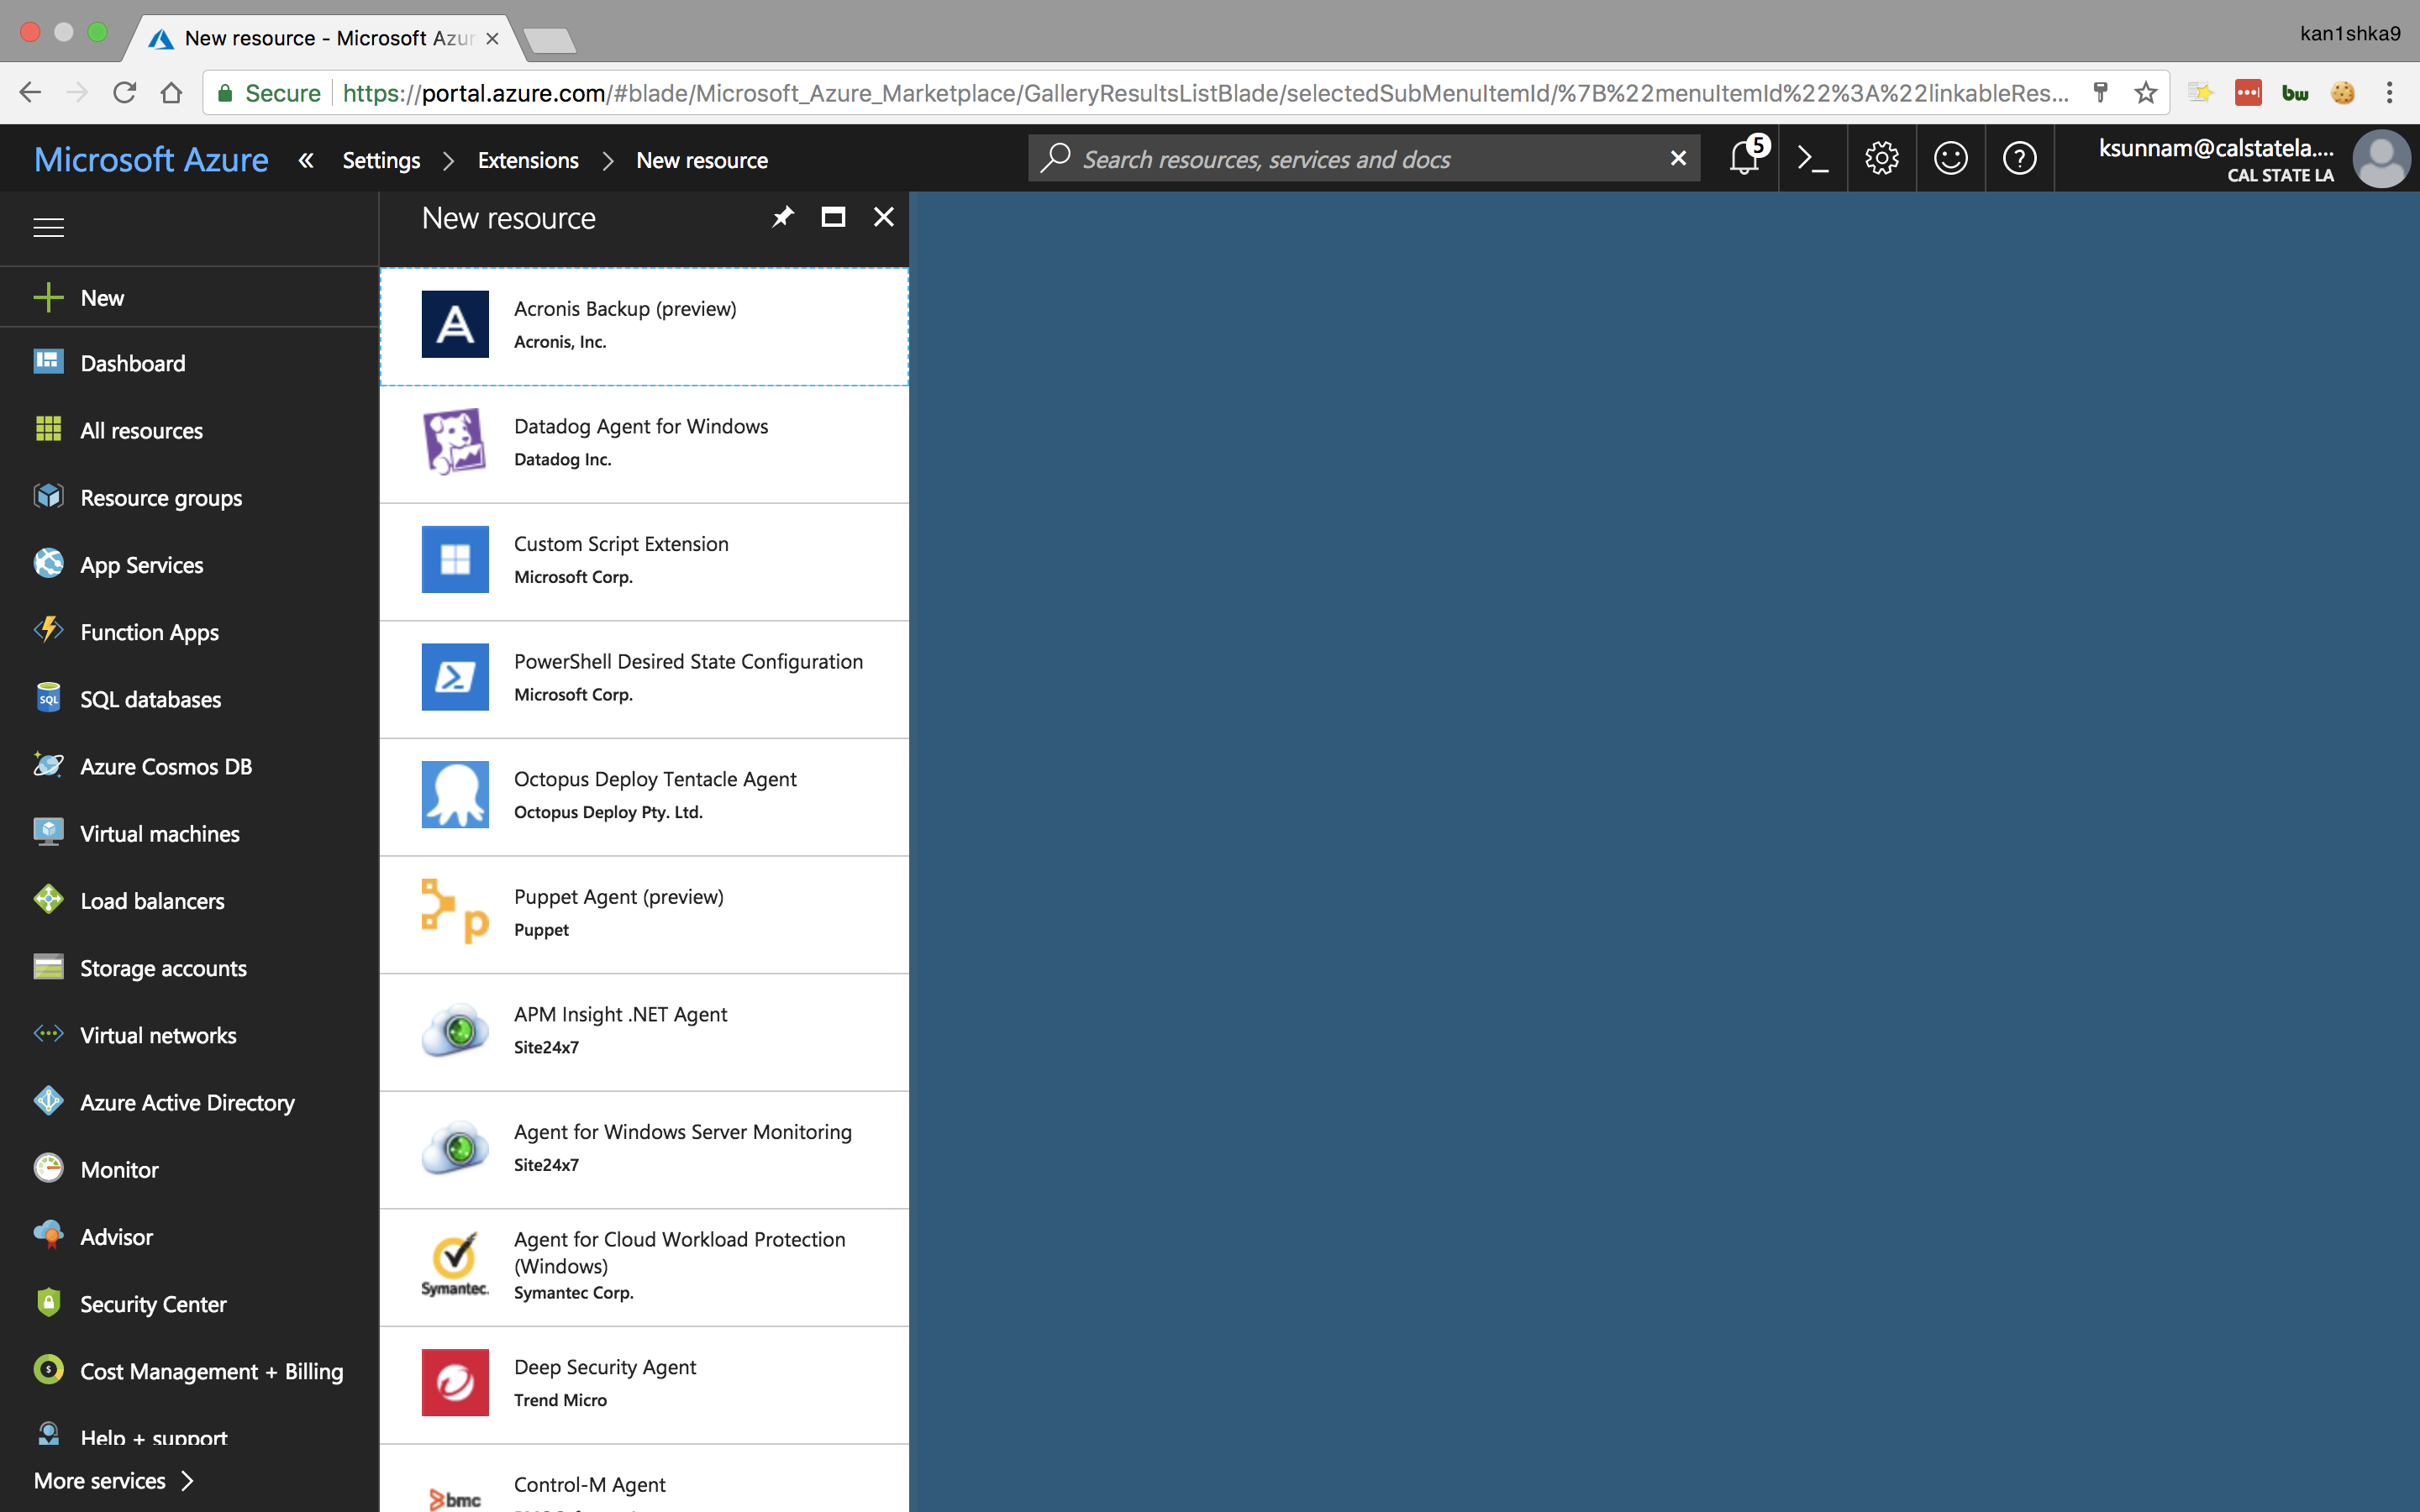 New resource - Microsoft Azur
kan1shka9
Secure https://portal.azure.com/#blade/Microsoft_Azure_Marketplace/GalleryResultsListBlade/selectedSubMenuItemId/%7B%22menuItemId%22%3A%22linkableRes...
bw
Microsoft Azure « Settings > Extensions > New resource
Search resources, services and docs
5
ksunnam@calstatela....
CAL STATE LA
New
Dashboard
All resources
Resource groups
App Services
Function Apps
SQL
SQL databases
Azure Cosmos DB
Virtual machines
Load balancers
Storage accounts
Virtual networks
Azure Active Directory
Monitor
Advisor
Security Center
Cost Management + Billing
Help + support
More services >
New resource
Acronis Backup (preview)
Acronis, Inc.
Datadog Agent for Windows
Datadog Inc.
Custom Script Extension
Microsoft Corp.
PowerShell Desired State Configuration
Microsoft Corp.
Octopus Deploy Tentacle Agent
Octopus Deploy Pty. Ltd.
Puppet Agent (preview)
Puppet
APM Insight .NET Agent
Site24x7
Agent for Windows Server Monitoring
Site24x7
Agent for Cloud Workload Protection
(Windows)
Symantec.
Symantec Corp.
Deep Security Agent
Trend Micro
Control-M Agent
bmc